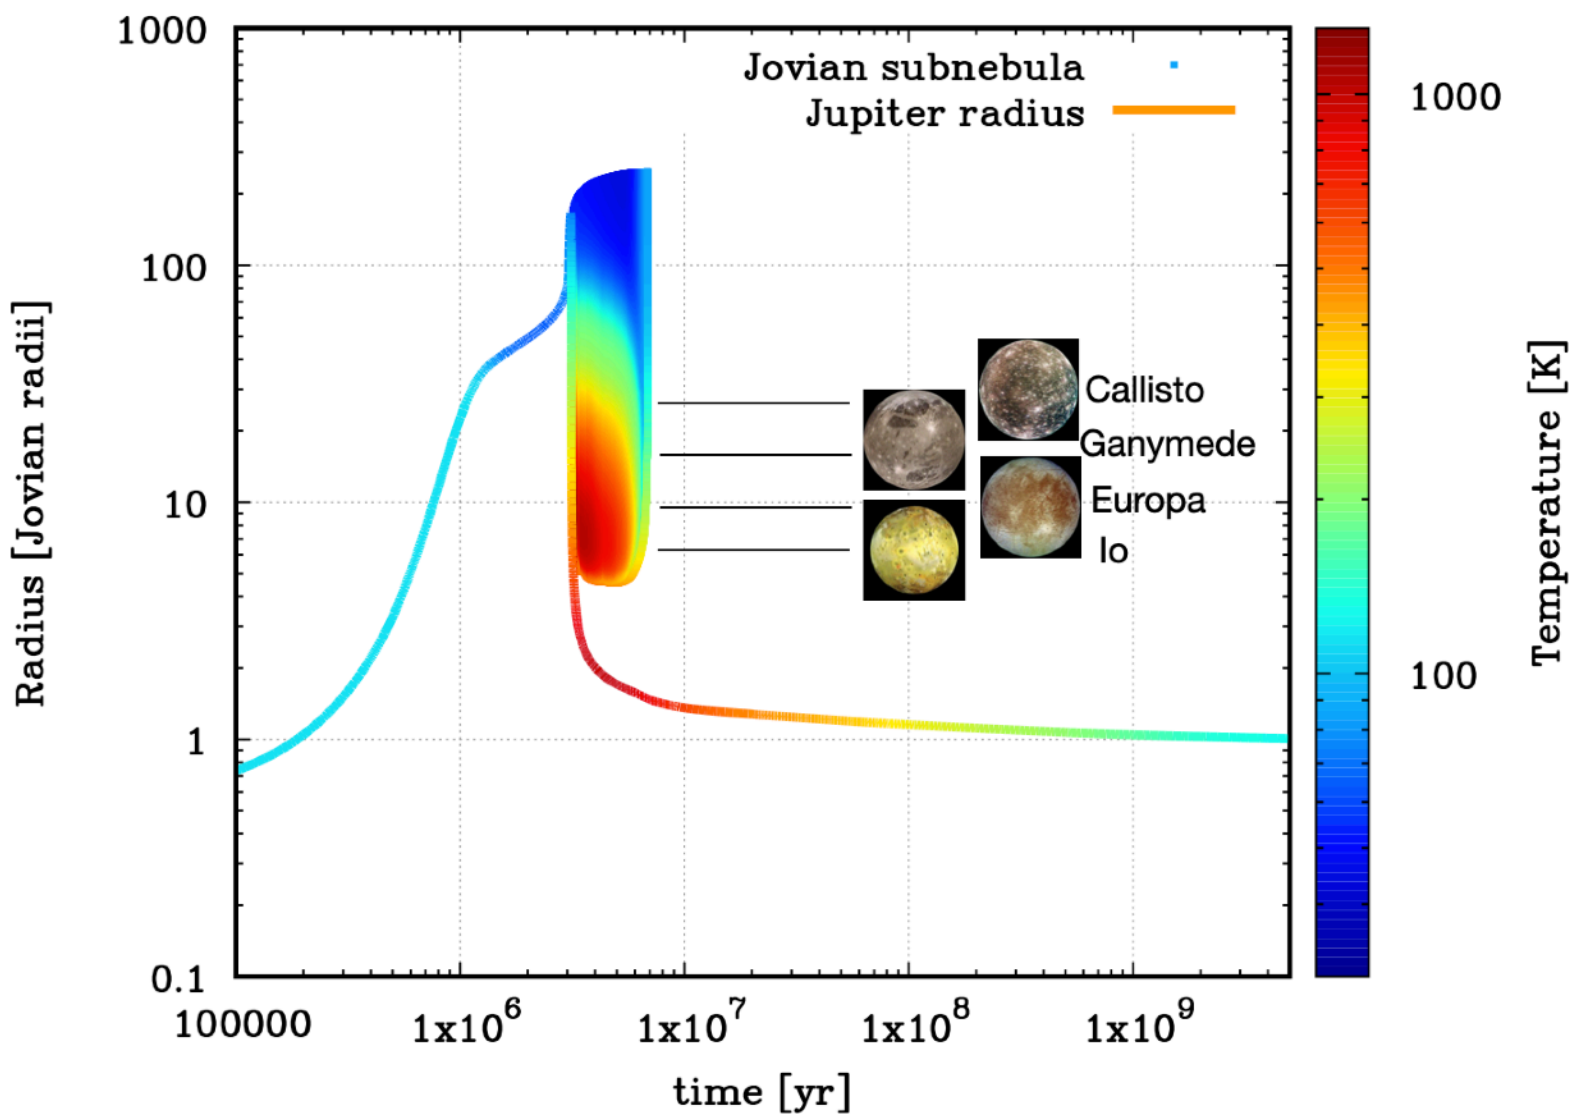 1000
100
10
1
0.1
Radius [Jovian radii]
100000
1x10^6
1x10^7
1x10^8
1x10^9
time [yr]
Jovian subnebula
Jupiter radius
Callisto
Ganymede
Europa
Io
1000
100
Temperature [K]